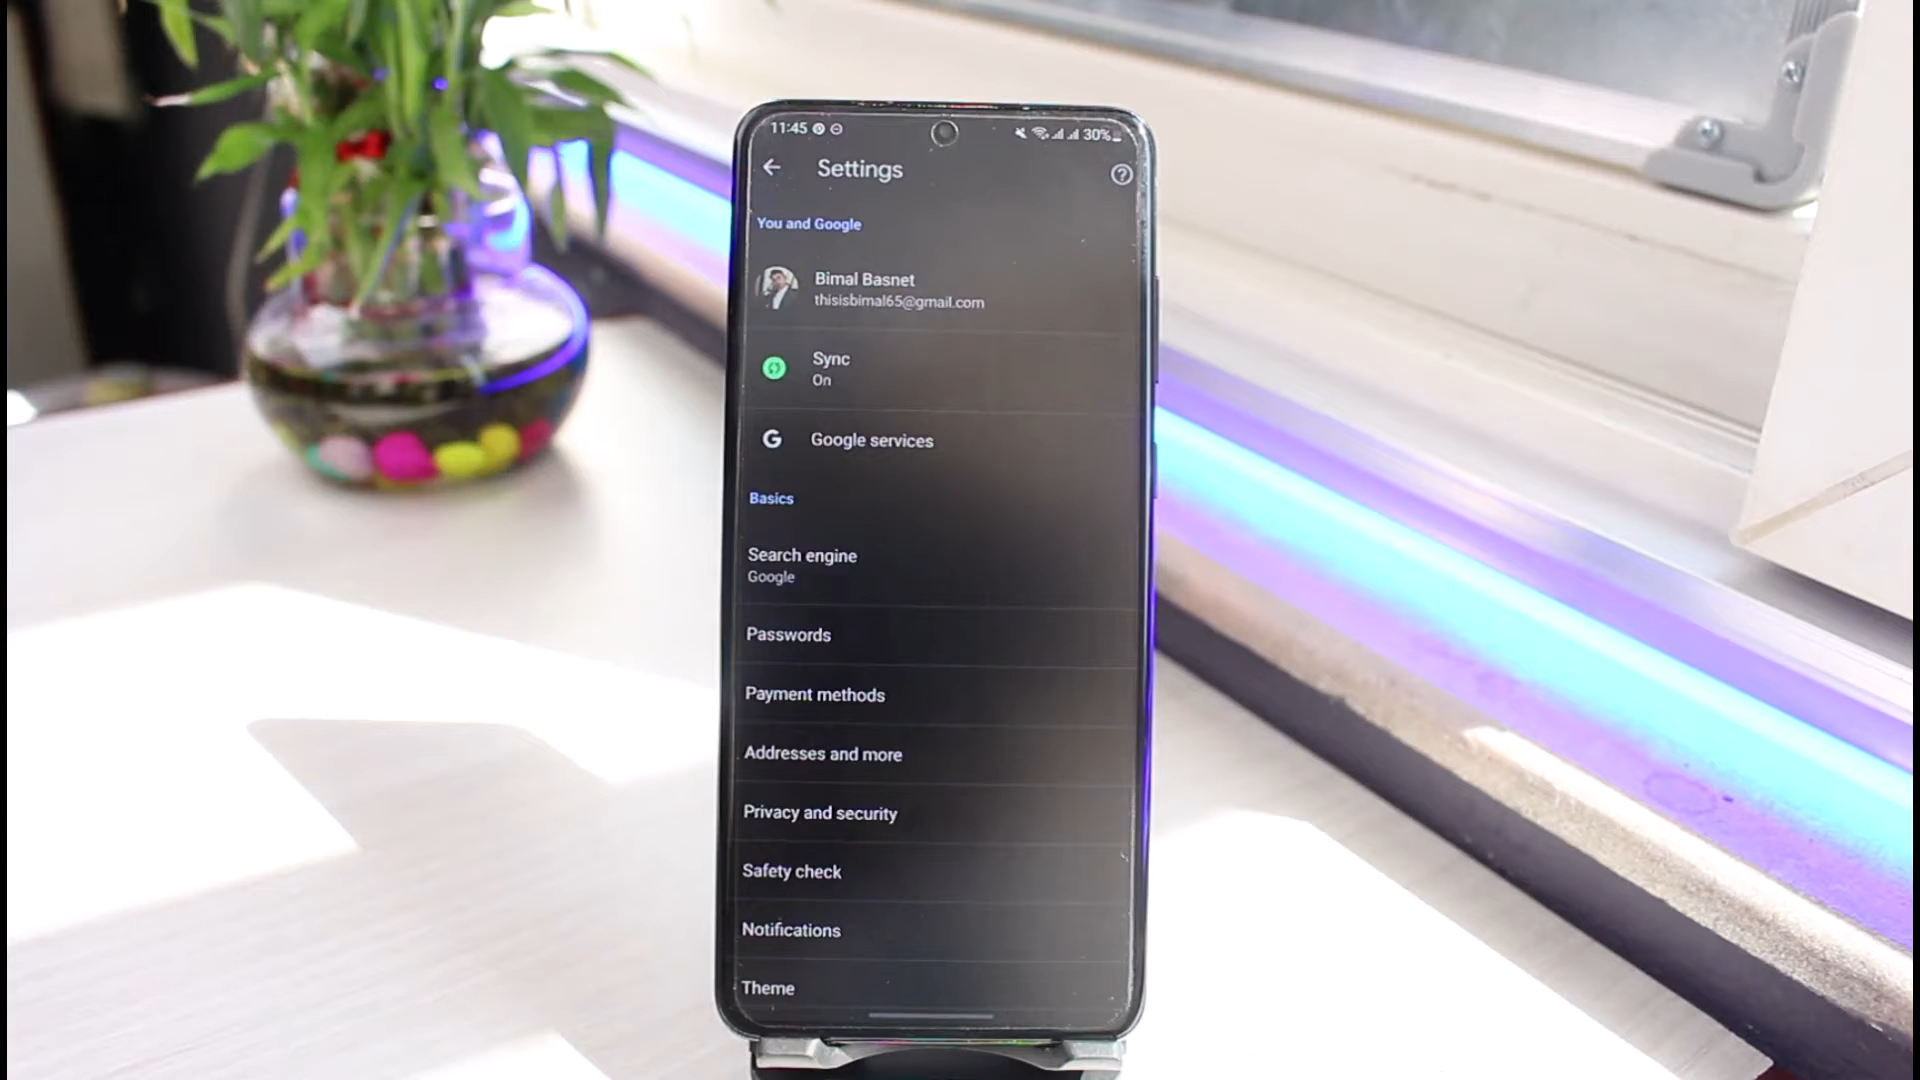 11:45
30%
Settings
You and Google
Bimal Basnet
thisisbimal65@gmail.com
Sync
On
G
Google services
Basics
Search engine
Google
Passwords
Payment methods
Addresses and more
Privacy and security
Safety check
Notifications
Theme